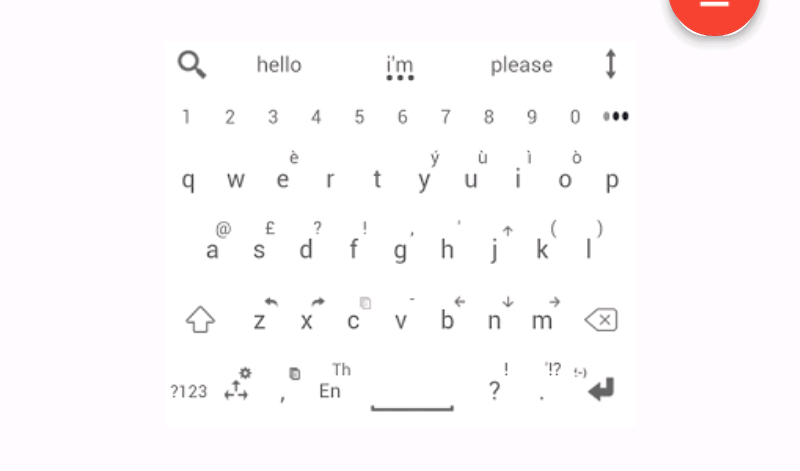 hello i'm please
1 2 3 4 5 6 7 8 9 0
è ý ù ì ò
q w e r t y u i o p
@ £ ? ! , ' ↑ ( )
a s d f g h j k l
- ← ↓ →
z x c v b n m
Th ! '!? :-)
?123 , En ? .